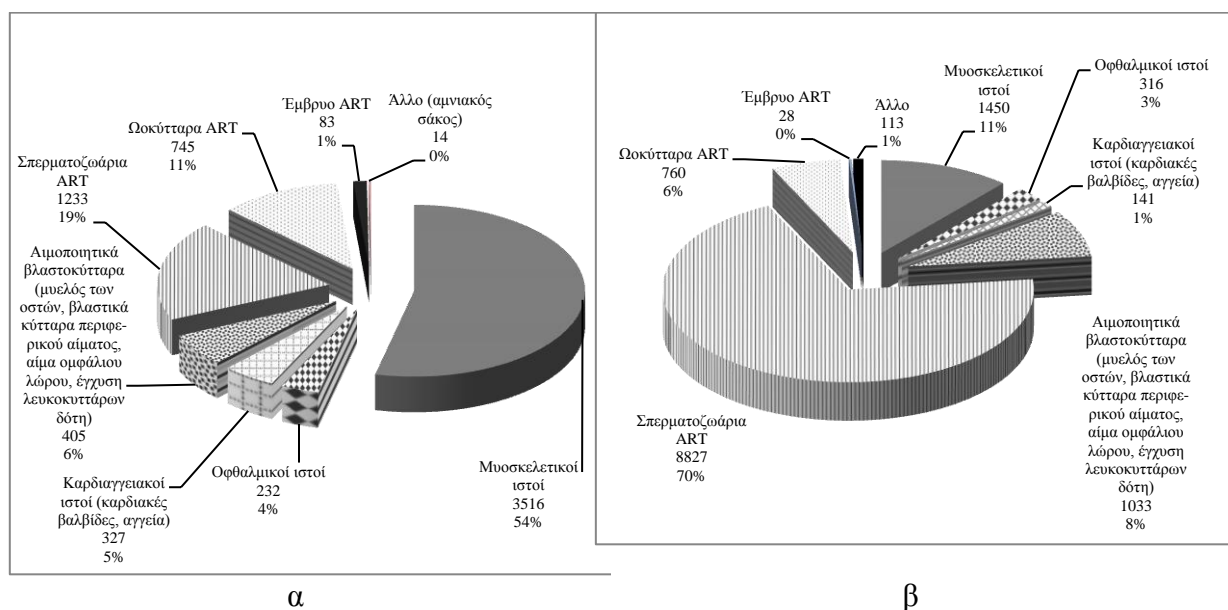 Έμβρυο ART
83
1%
Άλλο (αμνιακός
σάκος)
14
0%
Ωοκύτταρα ART
745
11%
Σπερματοζωάρια
ART
1233
19%
Αιμοποιητικά
βλαστοκύτταρα
(μυελός των
οστών, βλαστικά
κύτταρα περιφε-
ρικού αίματος,
αίμα ομφάλιου
λώρου, έγχυση
λευκοκυττάρων
δότη)
405
6%
Καρδιαγγειακοί
ιστοί (καρδιακές
βαλβίδες, αγγεία)
327
5%
Οφθαλμικοί ιστοί
232
4%
Μυοσκελετικοί
ιστοί
3516
54%
α
Έμβρυο ART
28
0%
Άλλο
113
1%
Μυοσκελετικοί
ιστοί
1450
11%
Οφθαλμικοί ιστοί
316
3%
Καρδιαγγειακοί
ιστοί (καρδιακές
βαλβίδες, αγγεία)
141
1%
Ωοκύτταρα ART
760
6%
Σπερματοζωάρια
ART
8827
70%
Αιμοποιητικά
βλαστοκύτταρα
(μυελός των
οστών, βλαστικά
κύτταρα περιφε-
ρικού αίματος,
αίμα ομφάλιου
λώρου, έγχυση
λευκοκυττάρων
δότη)
1033
8%
β